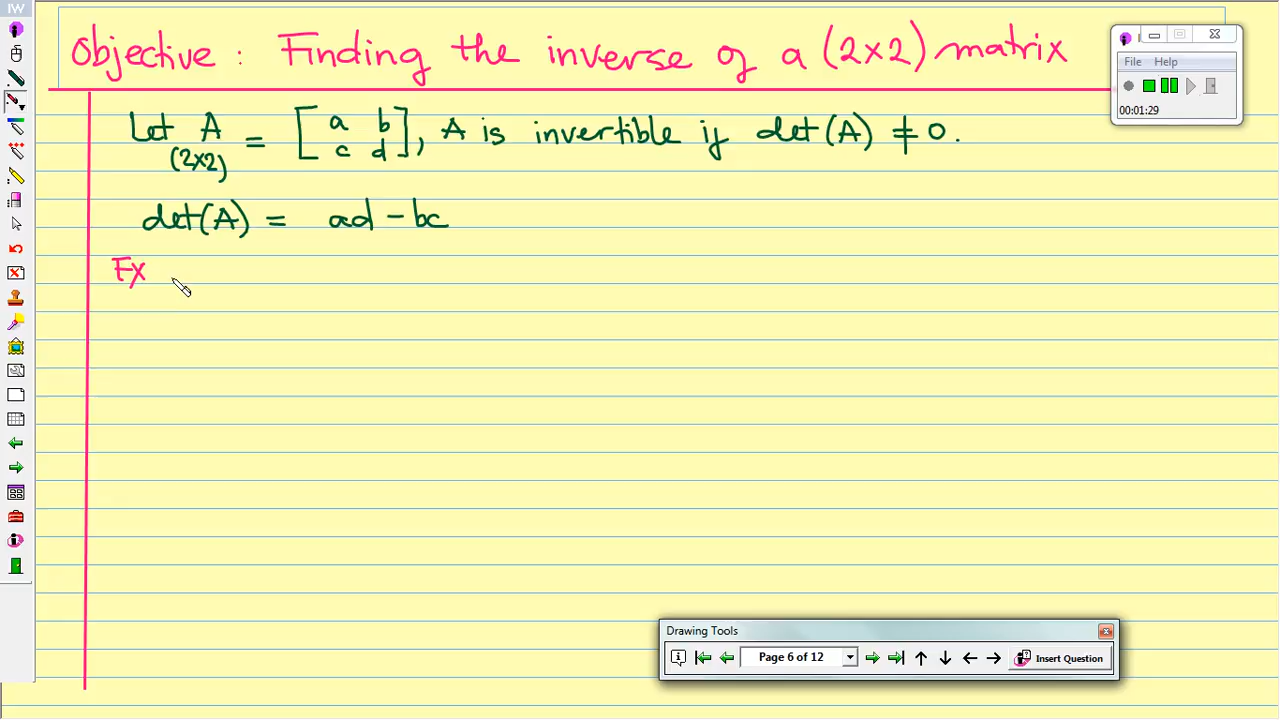 IW
Objective : Finding the inverse of a (2x2) matrix
File Help
00:01:29
Let A = [ a b c d ], A is invertible if det(A) ≠ 0.
(2x2)
det(A) = ad - bc
Ex
Drawing Tools
Page 6 of 12
Insert Question